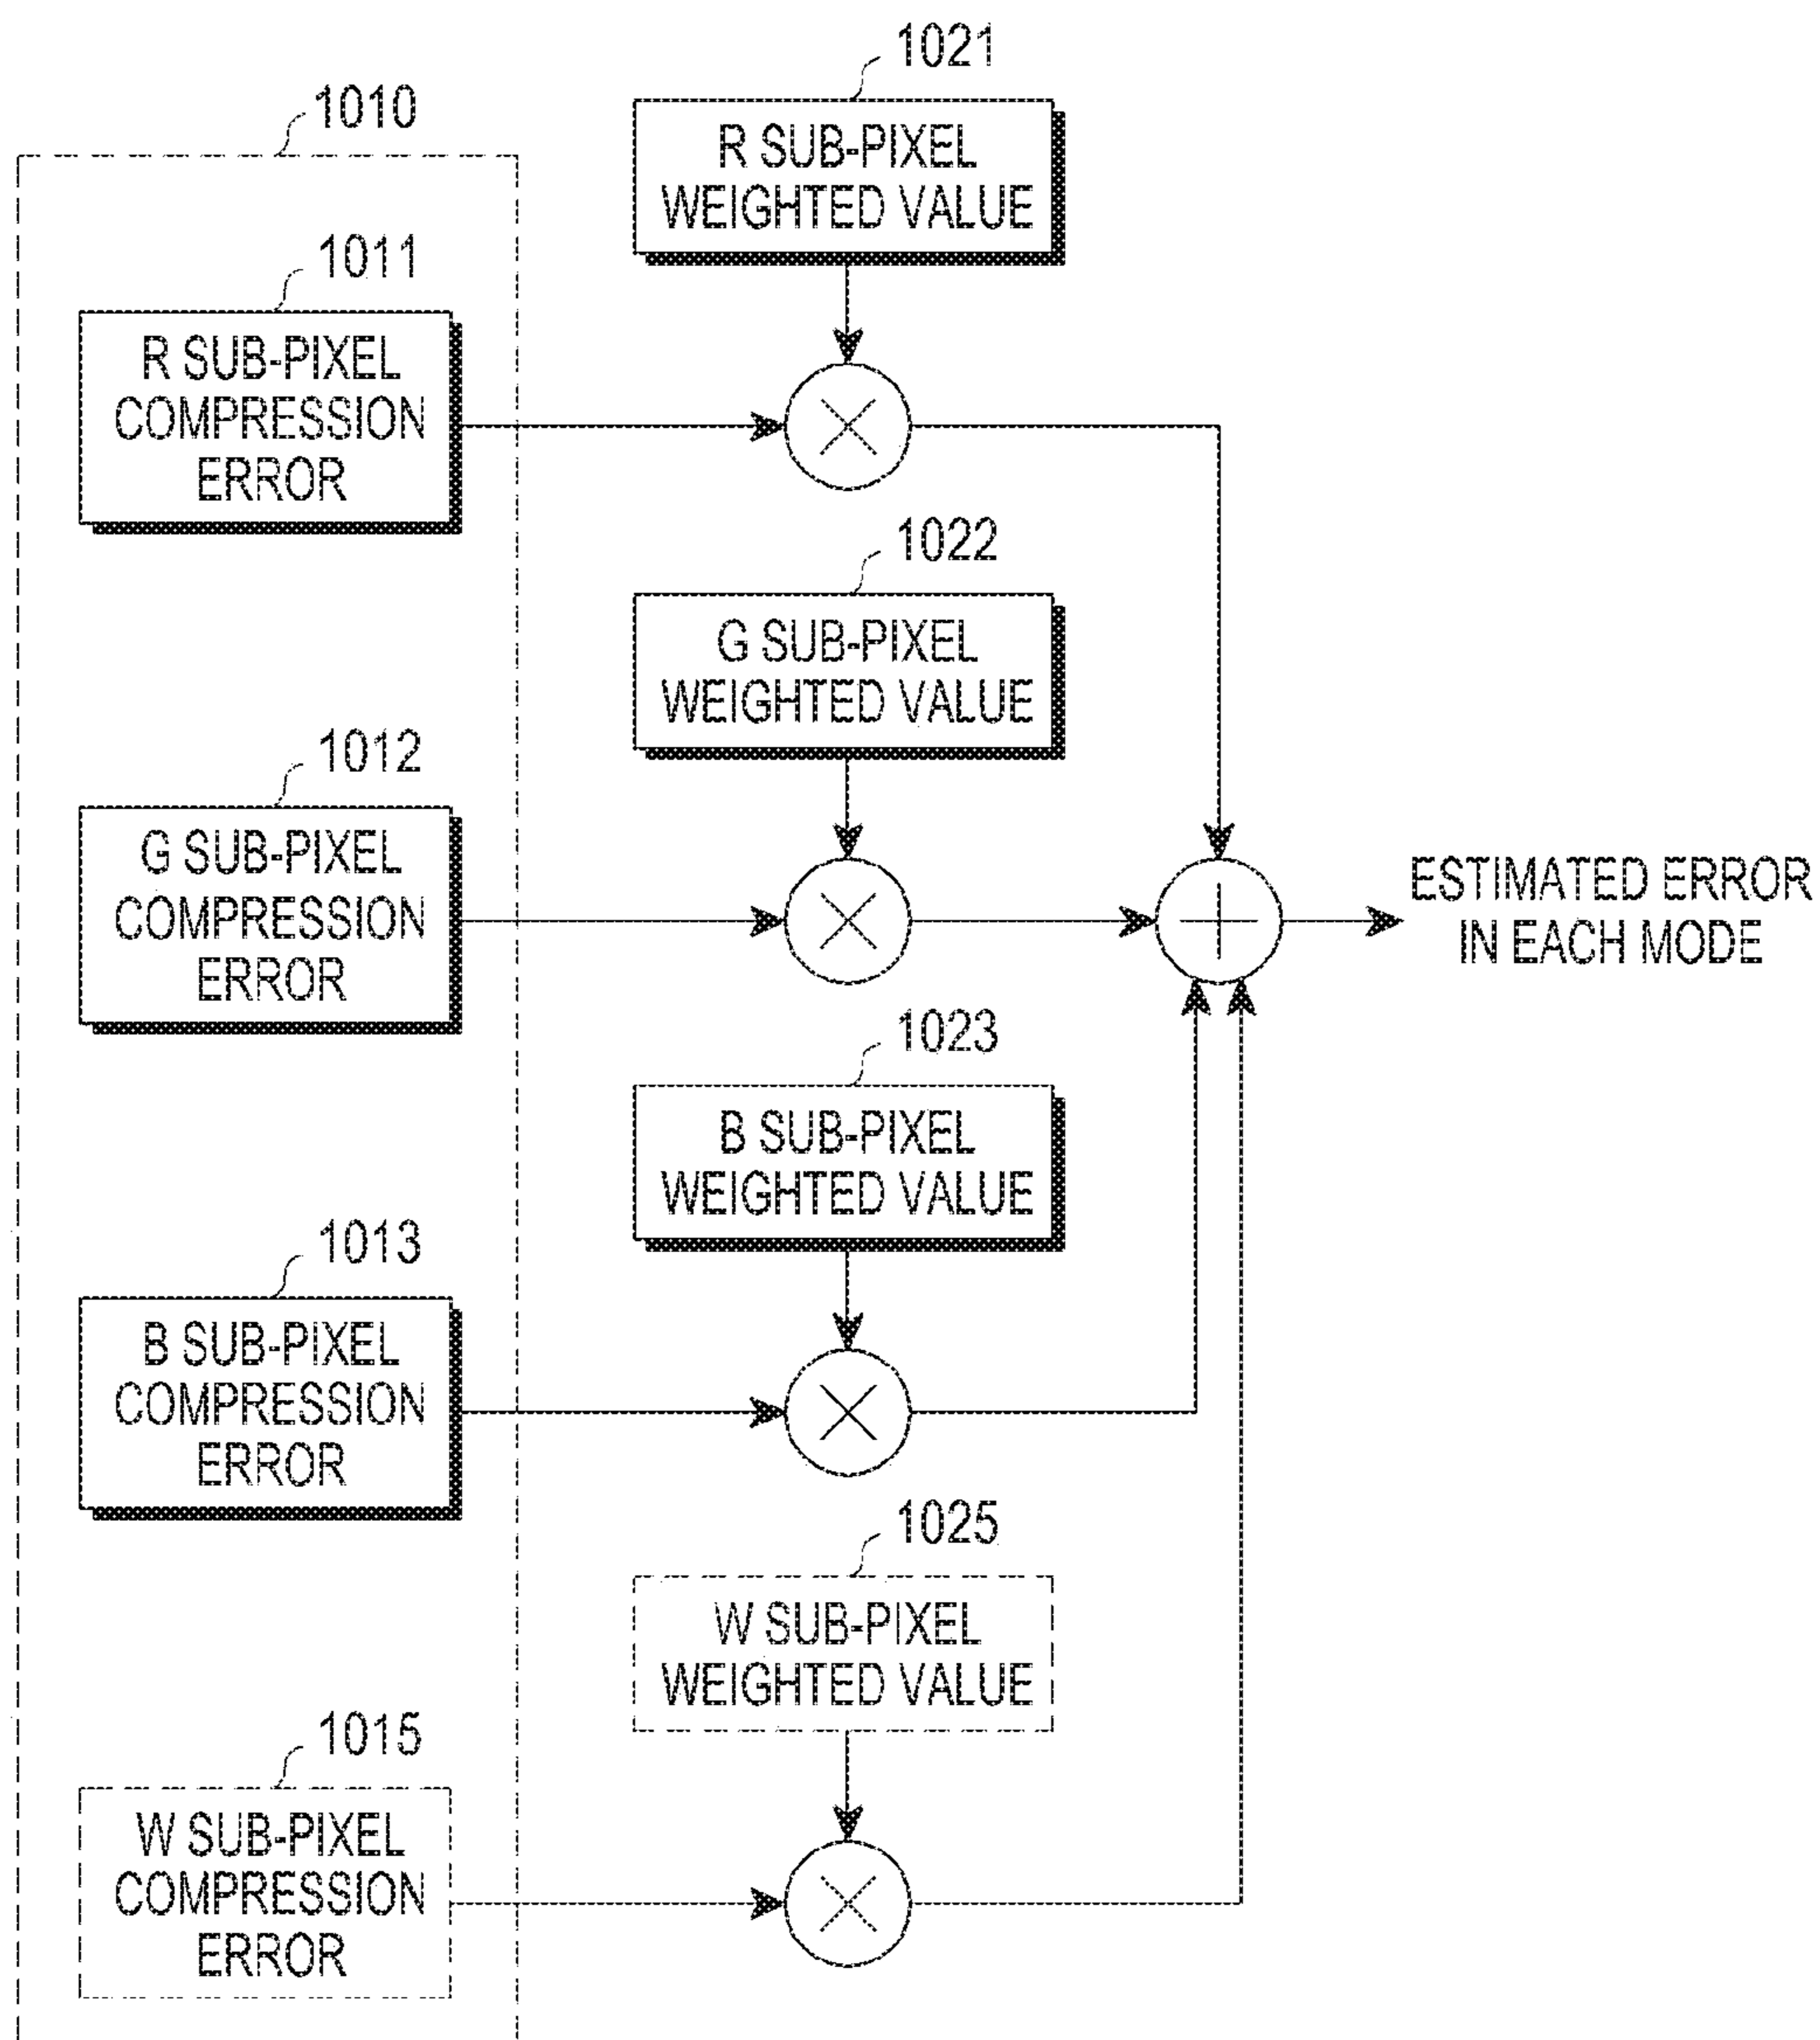 1021
1010
R SUB-PIXEL
WEIGHTED VALUE
1011
R SUB-PIXEL
COMPRESSION
ERROR
1022
G SUB-PIXEL
WEIGHTED VALUE
1012
G SUB-PIXEL
COMPRESSION
ERROR
ESTIMATED ERROR
IN EACH MODE
1023
B SUB-PIXEL
WEIGHTED VALUE
1013
B SUB-PIXEL
COMPRESSION
ERROR
1025
W SUB-PIXEL
WEIGHTED VALUE
1015
W SUB-PIXEL
COMPRESSION
ERROR